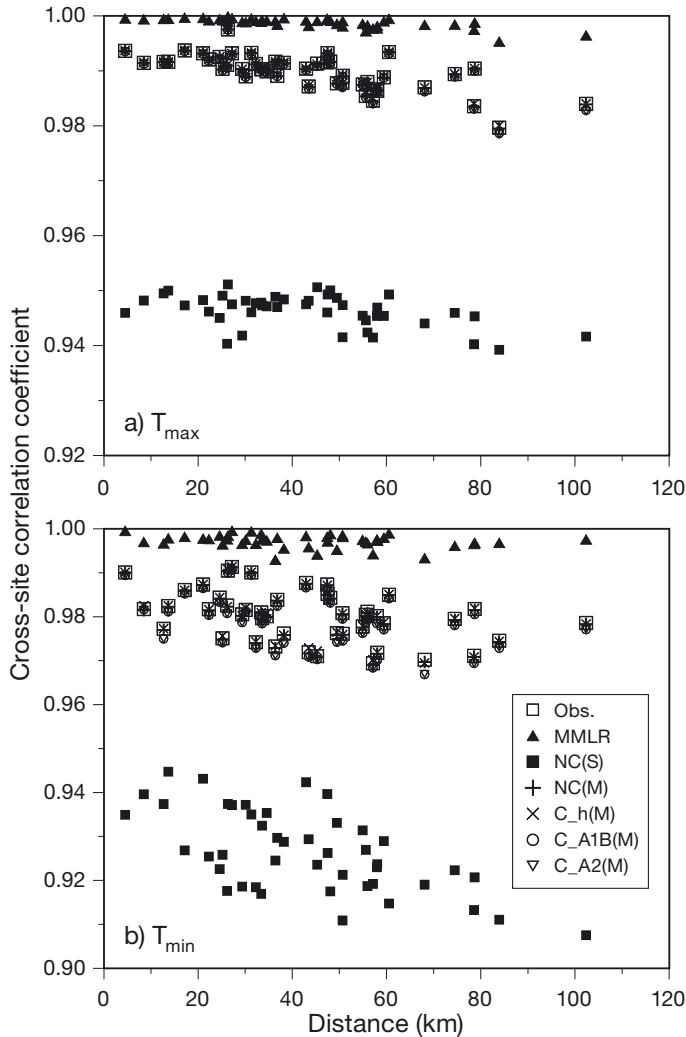 Cross-site correlation coefficient
1.00
0.98
0.96
0.94
0.92
a) Tmax
0 20 40 60 80 100 120
1.00
0.98
0.96
0.94
0.92
0.90
Obs.
MMLR
NC(S)
NC(M)
C_h(M)
C_A1B(M)
C_A2(M)
b) Tmin
0 20 40 60 80 100 120
Distance (km)